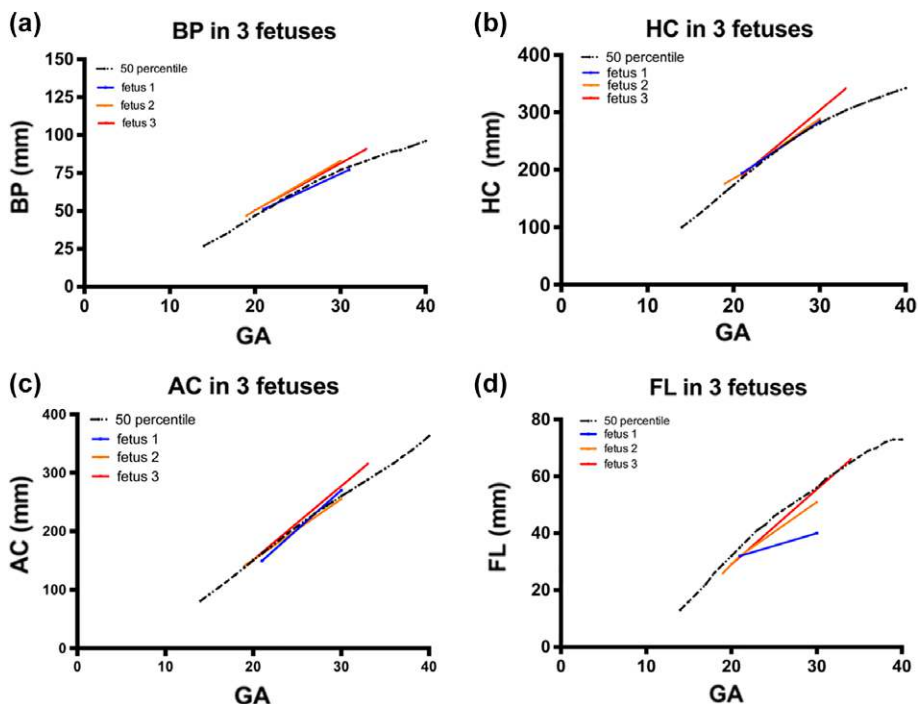 (a)
BP in 3 fetuses
50 percentile
fetus 1
fetus 2
fetus 3
150
125
100
75
50
25
0
BP (mm)
0 10 20 30 40
GA
(b)
HC in 3 fetuses
50 percentile
fetus 1
fetus 2
fetus 3
400
300
200
100
0
HC (mm)
0 10 20 30 40
GA
(c)
AC in 3 fetuses
50 percentile
fetus 1
fetus 2
fetus 3
400
300
200
100
0
AC (mm)
0 10 20 30 40
GA
(d)
FL in 3 fetuses
50 percentile
fetus 1
fetus 2
fetus 3
80
60
40
20
0
FL (mm)
0 10 20 30 40
GA